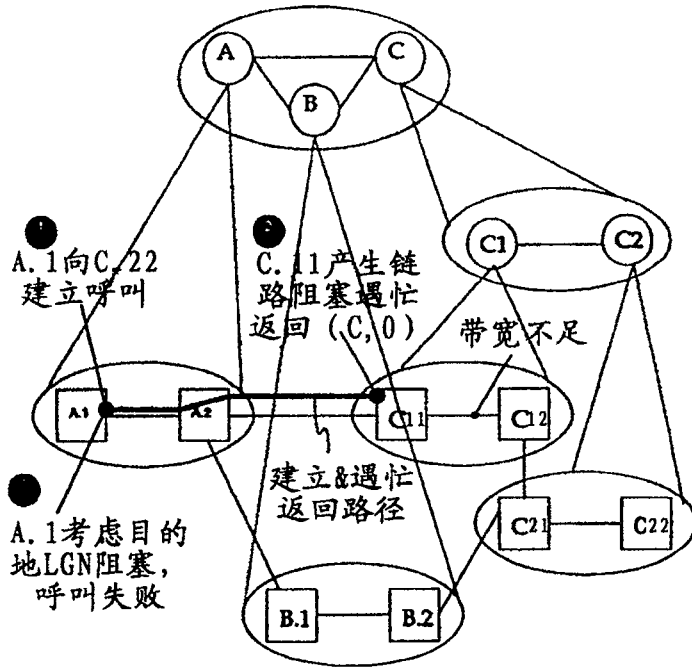 A
C
B
C1
C2
A.1向C.22
建立呼叫
C.11产生链
路阻塞遇忙
返回(C,0)
带宽不足
A.1
A.2
C11
C12
建立&遇忙
返回路径
A.1考虑目的
地LGN阻塞,
呼叫失败
C21
C22
B.1
B.2